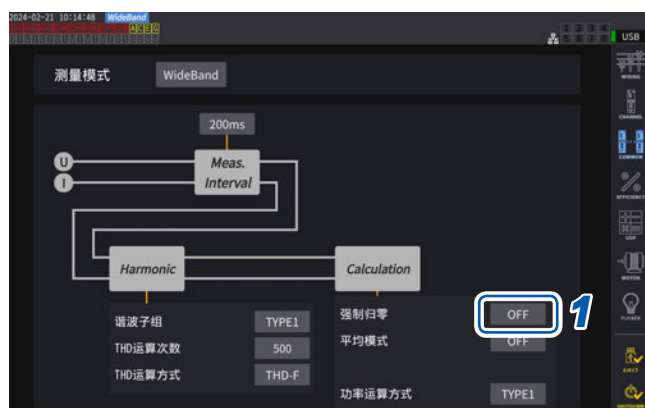 2024-02-21 10:14:48 WideBand
USB
测量模式 WideBand
WIRING
200ms
CHANNEL
U
Meas.
I
Interval
COMMON
EFFICIENCY
UDF
Harmonic
Calculation
MOTOR
谐波子组 TYPE1
强制归零 OFF
1
FLICKER
THD运算次数 500
平均模式 OFF
THD运算方式 THD-F
EJECT
功率运算方式 TYPE1
SHUTDOWN